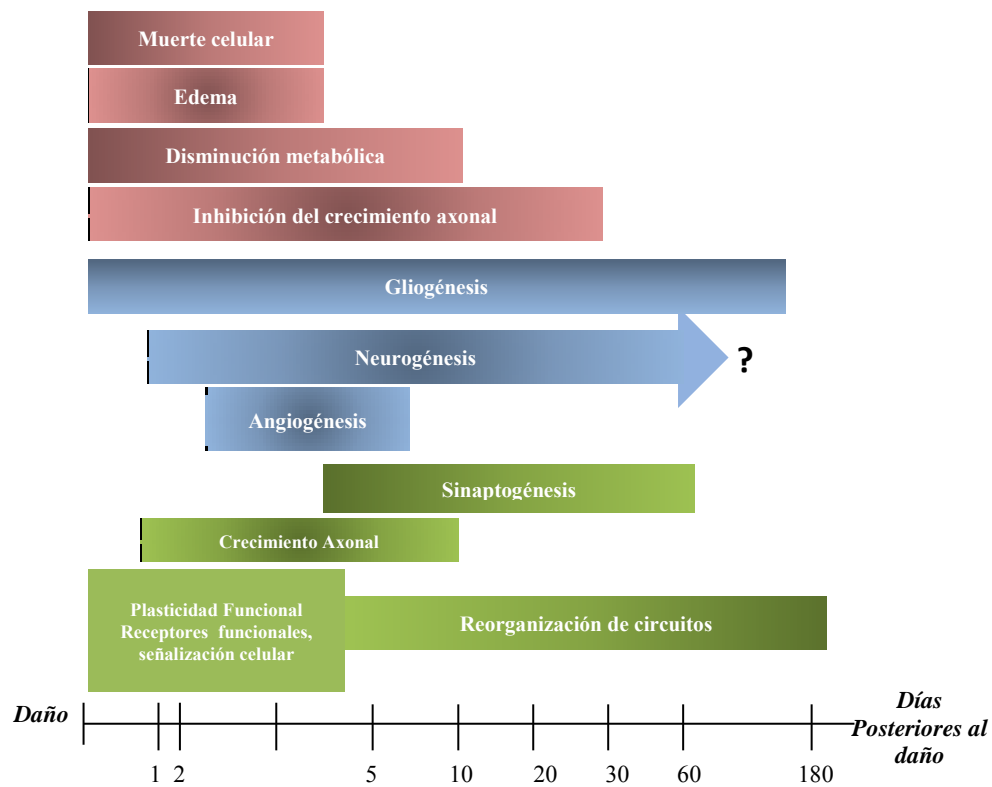 Muerte celular
Edema
Disminución metabólica
Inhibición del crecimiento axonal
Gliogénesis
Neurogénesis
?
Angiogénesis
Sinaptogénesis
Crecimiento Axonal
Plasticidad Funcional
Receptores funcionales,
señalización celular
Reorganización de circuitos
Daño
Días
Posteriores al
daño
1 2 5 10 20 30 60 180